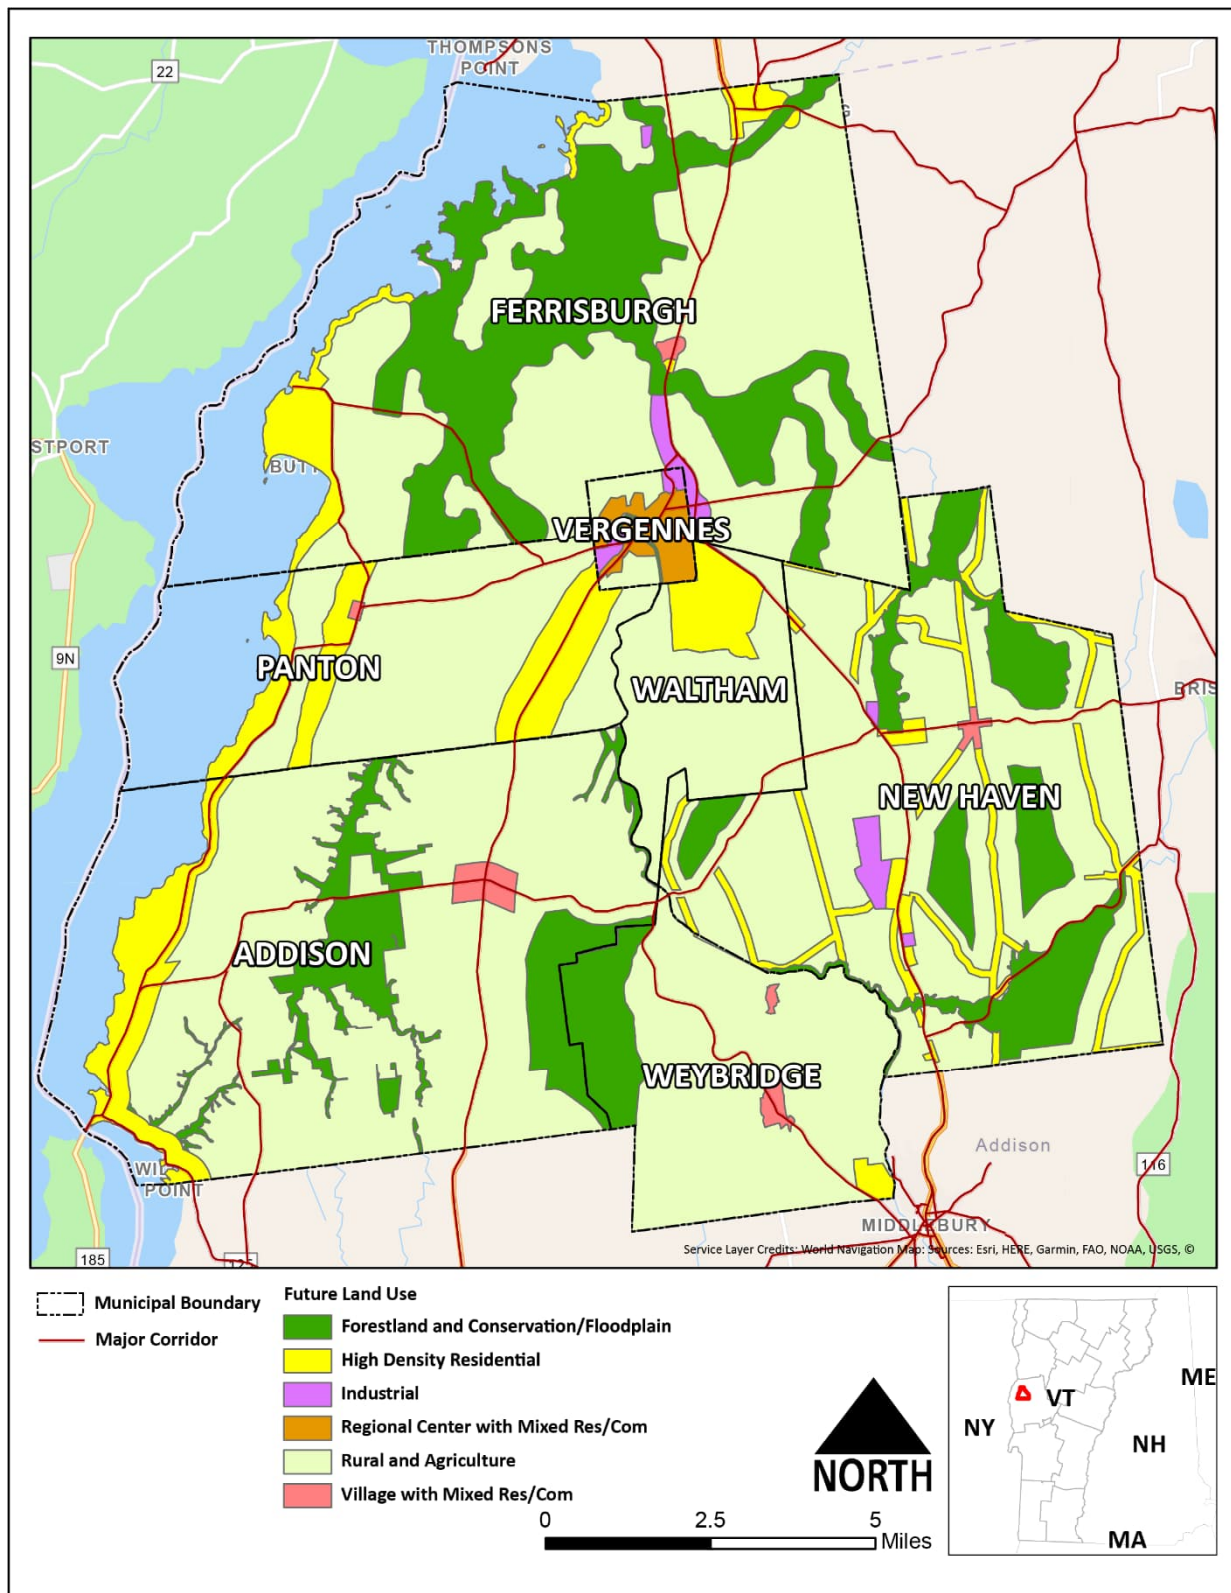 THOMPSONS
POINT
22
FERRISBURGH
STPORT
BUTT
VERGENNES
9N
PANTON
WALTHAM
BRIS
NEW HAVEN
ADDISON
WEYBRIDGE
Addison
116
WIL
POINT
MIDDLEBURY
185
125
Service Layer Credits: World Navigation Map: Sources: Esri, HERE, Garmin, FAO, NOAA, USGS, ©
Municipal Boundary
Major Corridor
Future Land Use
Forestland and Conservation/Floodplain
High Density Residential
Industrial
Regional Center with Mixed Res/Com
Rural and Agriculture
Village with Mixed Res/Com
NORTH
0 2.5 5
Miles
ME
VT
NY
NH
MA